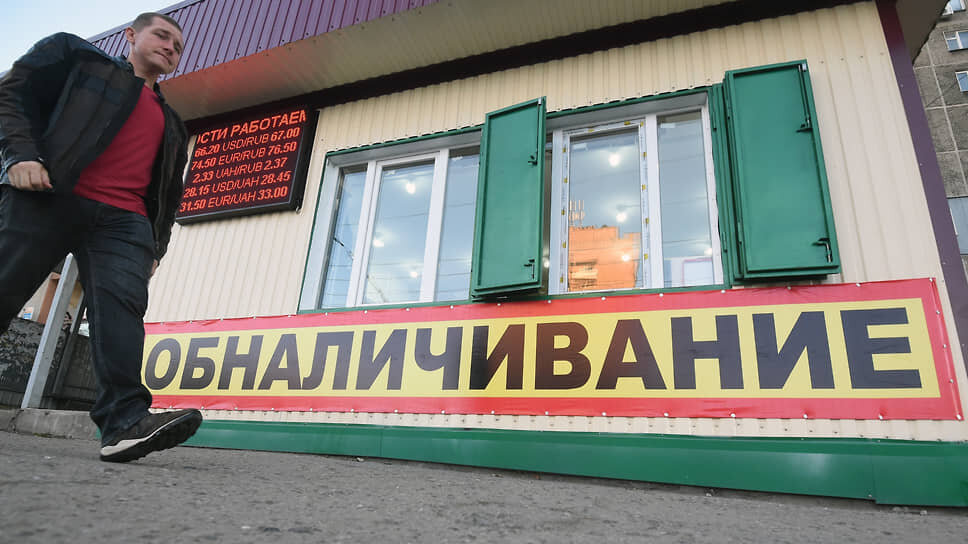 ОСТИ РАБОТАЕМ
66.20 USD/RUB 67.00
74.50 EUR/RUB 76.50
2.33 UAH/RUB 2.37
28.15 USD/UAH 28.45
31.50 EUR/UAH 33.00
ОБНАЛИЧИВАНИЕ